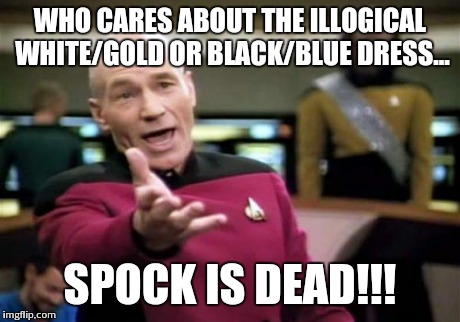 WHO CARES ABOUT THE ILLOGICAL
WHITE/GOLD OR BLACK/BLUE DRESS...
SPOCK IS DEAD!!!
imgflip.com